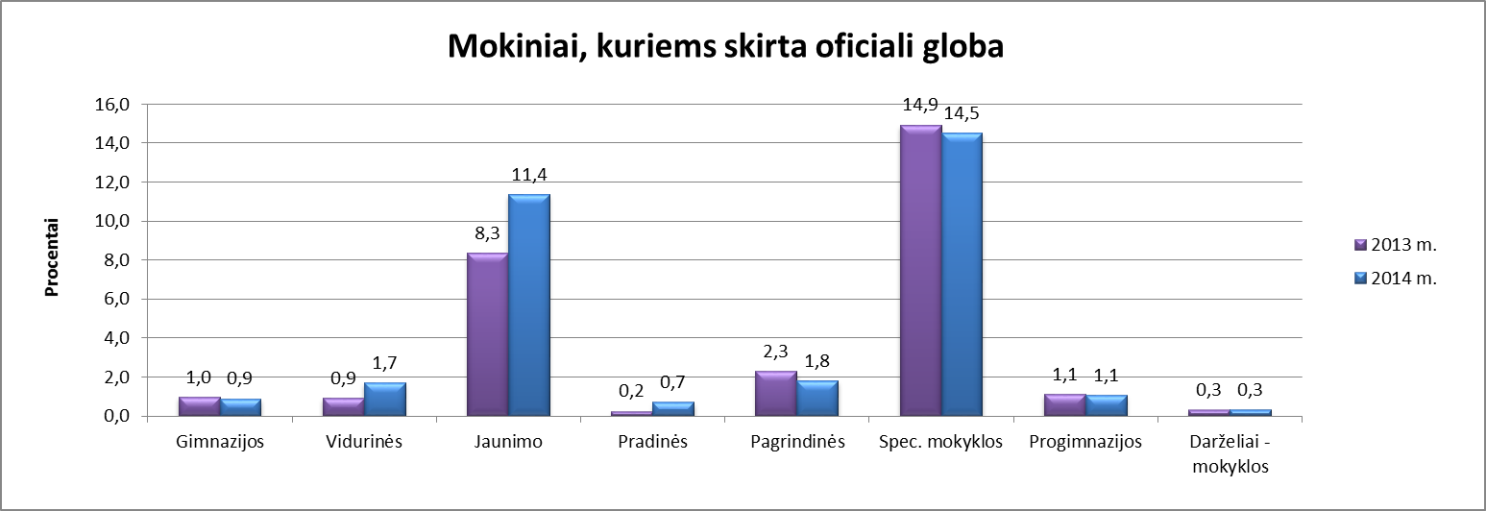 Mokiniai, kuriems skirta oficiali globa
Procentai
16,0
14,0
12,0
10,0
8,0
6,0
4,0
2,0
0,0
1,0 0,9
0,9 1,7
8,3 11,4
0,2 0,7
2,3 1,8
14,9 14,5
1,1 1,1
0,3 0,3
Gimnazijos
Vidurinės
Jaunimo
Pradinės
Pagrindinės
Spec. mokyklos
Progimnazijos
Darželiai -
mokyklos
2013 m.
2014 m.